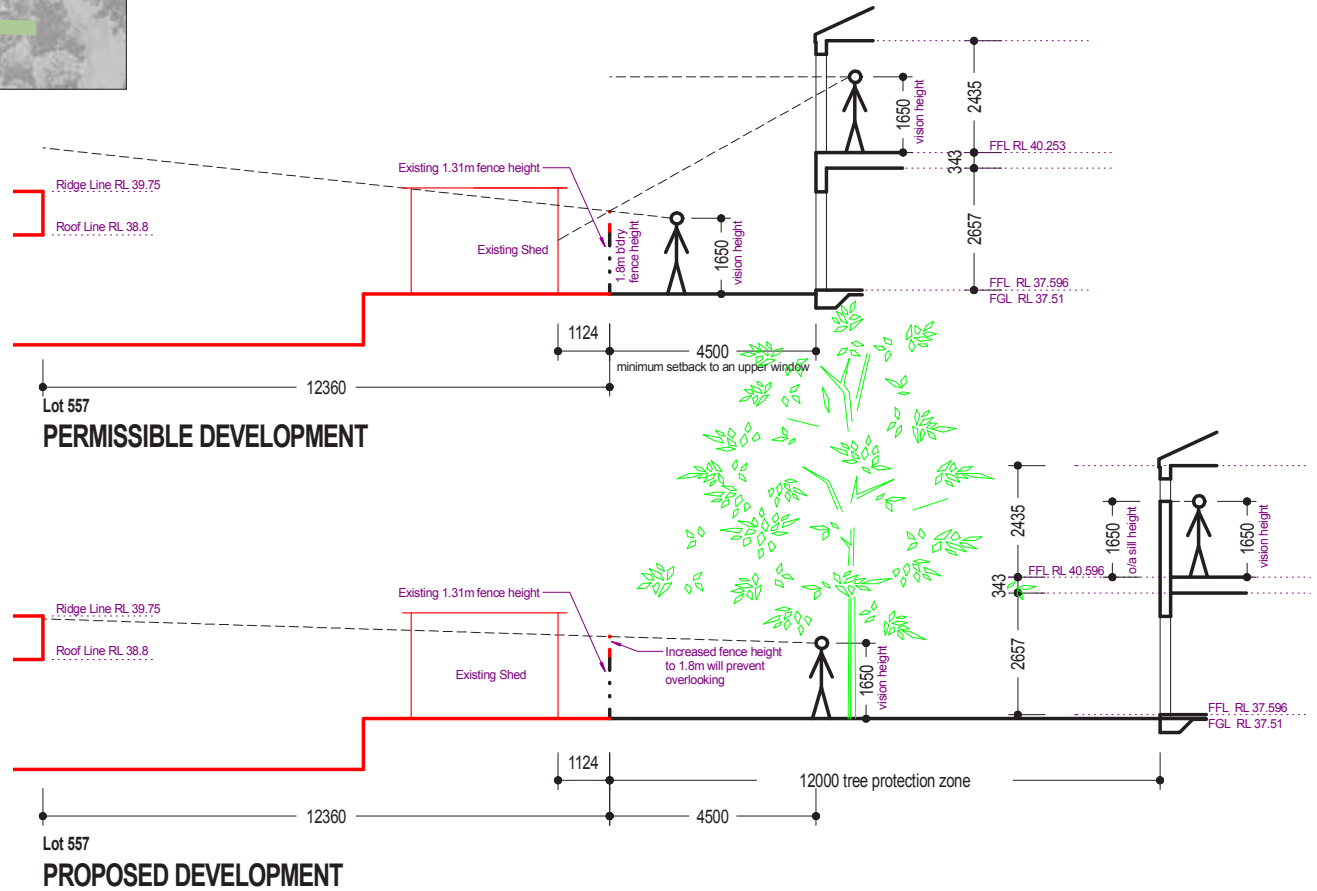 2435
1650
vision height
FFL RL 40.253
343
Existing 1.31m fence height
Ridge Line RL 39.75
Roof Line RL 38.8
Existing Shed
1.8m b'dry
fence height
1650
vision height
2657
FFL RL 37.596
FGL RL 37.51
1124
4500
minimum setback to an upper window
12360
Lot 557
PERMISSIBLE DEVELOPMENT
2435
1650
o/a sill height
1650
vision height
FFL RL 40.596
343
Existing 1.31m fence height
Ridge Line RL 39.75
Roof Line RL 38.8
Existing Shed
Increased fence height
to 1.8m will prevent
overlooking
1650
vision height
2657
FFL RL 37.596
FGL RL 37.51
1124
12000 tree protection zone
12360
4500
Lot 557
PROPOSED DEVELOPMENT